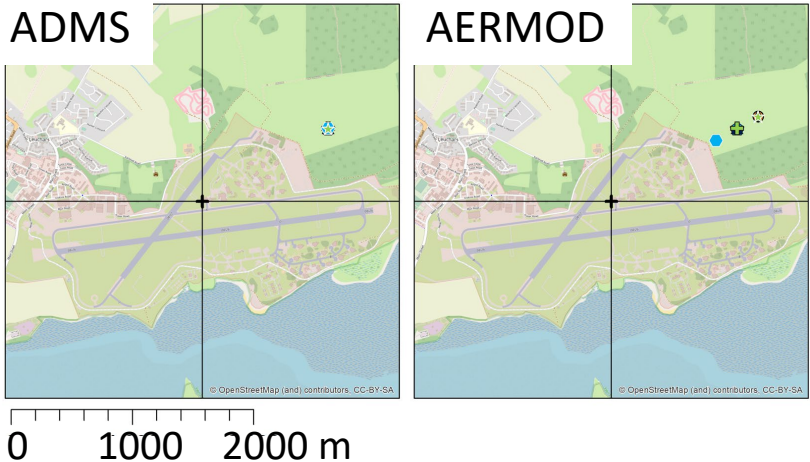 ADMS
AERMOD
© OpenStreetMap (and) contributors, CC-BY-SA
© OpenStreetMap (and) contributors, CC-BY-SA
0 1000 2000 m